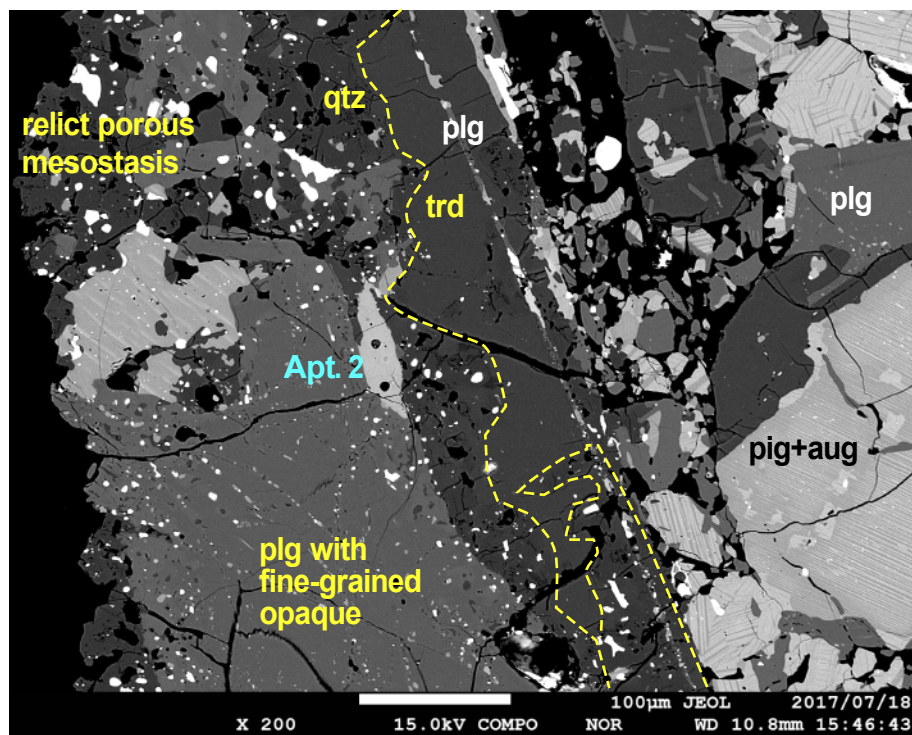 qtz
relict porous
mesostasis
plg
trd
plg
Apt. 2
pig+aug
plg with
fine-grained
opaque
100µm JEOL 2017/07/18
X 200 15.0kV COMPO NOR WD 10.8mm 15:46:43